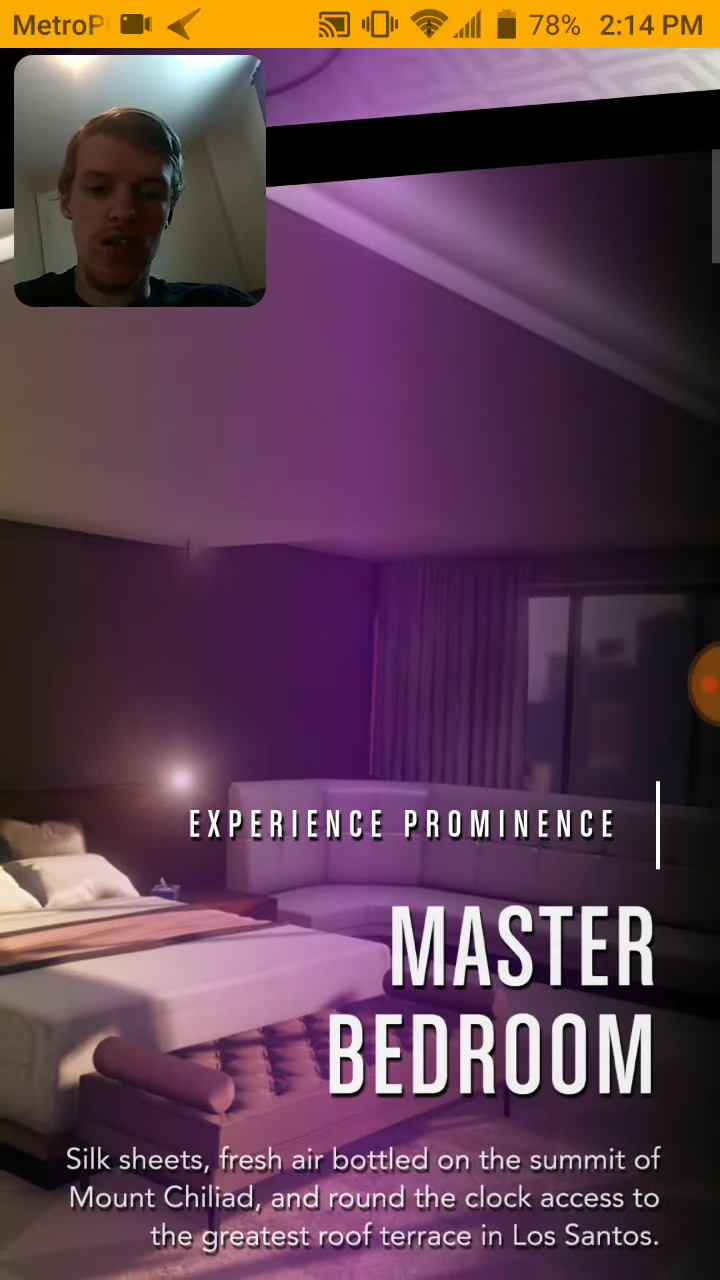 MetroP 78% 2:14 PM
EXPERIENCE PROMINENCE
MASTER
BEDROOM
Silk sheets, fresh air bottled on the summit of
Mount Chiliad, and round the clock access to
the greatest roof terrace in Los Santos.